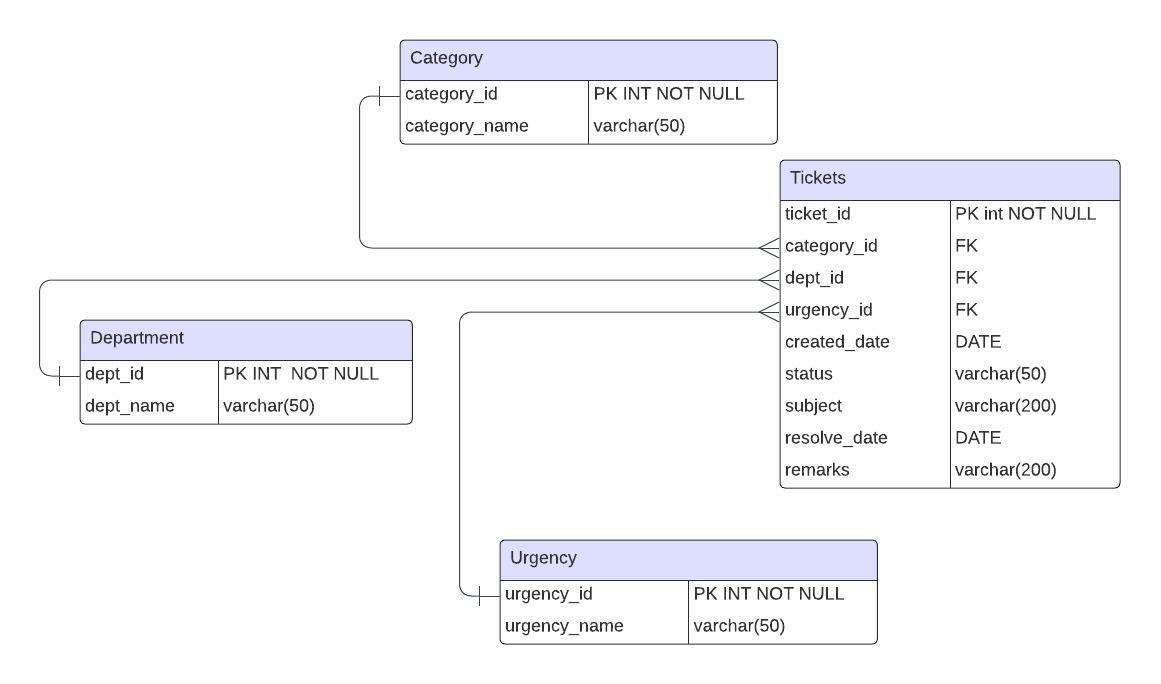 Category
category_id PK INT NOT NULL
category_name varchar(50)
Tickets
ticket_id PK int NOT NULL
category_id FK
dept_id FK
urgency_id FK
created_date DATE
status varchar(50)
subject varchar(200)
resolve_date DATE
remarks varchar(200)
Department
dept_id PK INT  NOT NULL
dept_name varchar(50)
Urgency
urgency_id PK INT NOT NULL
urgency_name varchar(50)